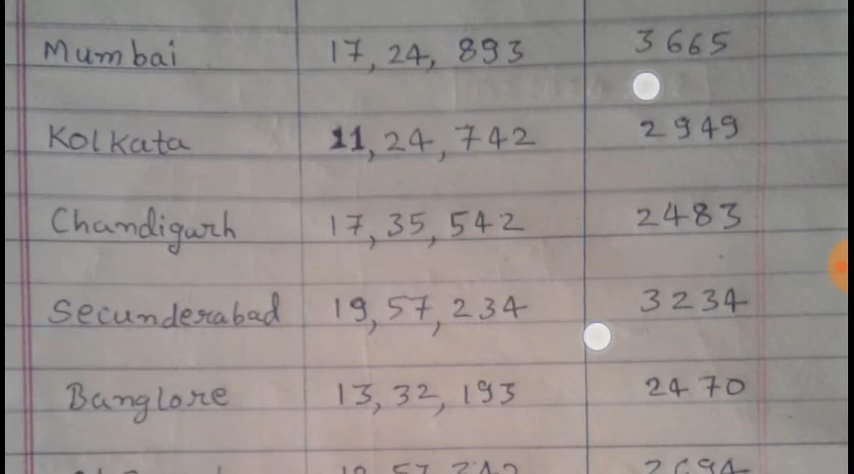 Mumbai 17,24,893 3665
Kolkata 11,24,742 2949
Chandigarh 17,35,542 2483
Secunderabad 19,57,234 3234
Banglore 13,32,193 2470